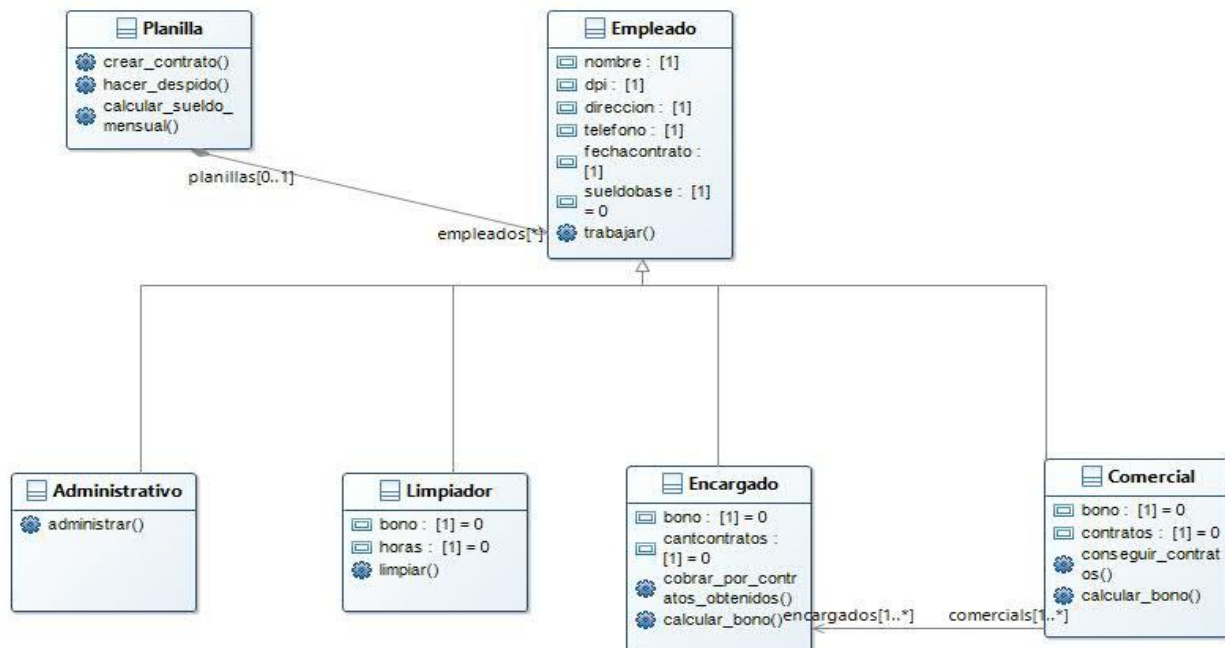 Planilla
crear_contrato()
hacer_despido()
calcular_sueldo_
mensual()
Empleado
nombre : [1]
dpi : [1]
direccion : [1]
telefono : [1]
fechacontrato :
[1]
sueldobase : [1]
= 0
trabajar()
planillas[0..1]
empleados[*]
Administrativo
administrar()
Limpiador
bono : [1] = 0
horas : [1] = 0
limpiar()
Encargado
bono : [1] = 0
cantcontratos :
[1] = 0
cobrar_por_contr
atos_obtenidos()
calcular_bono()
Comercial
bono : [1] = 0
contratos : [1] = 0
conseguir_contrat
os()
calcular_bono()
encargados[1..*]
comercials[1..*]